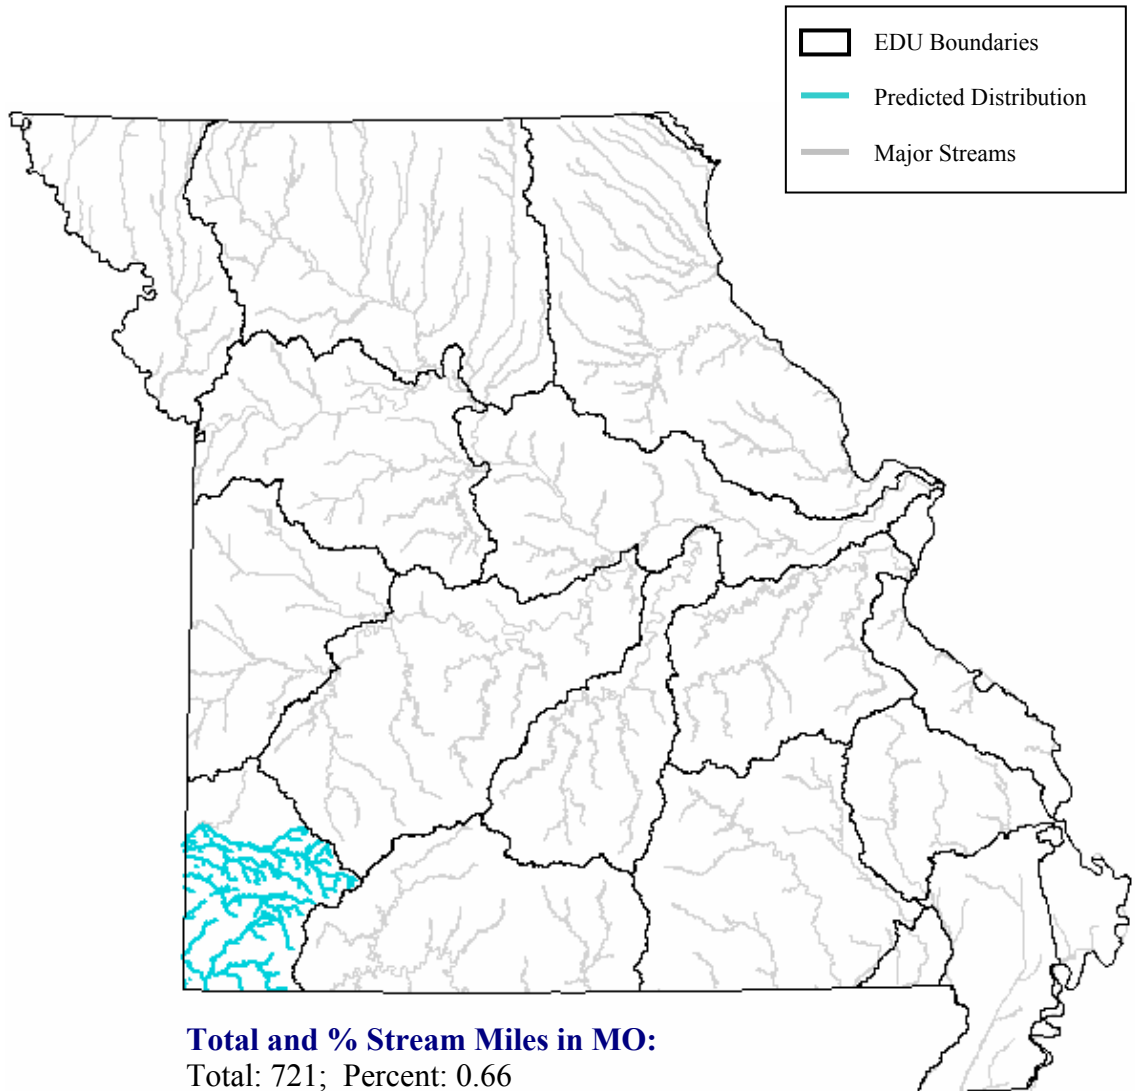 EDU Boundaries
Predicted Distribution
Major Streams
Total and % Stream Miles in MO:
Total: 721; Percent: 0.66